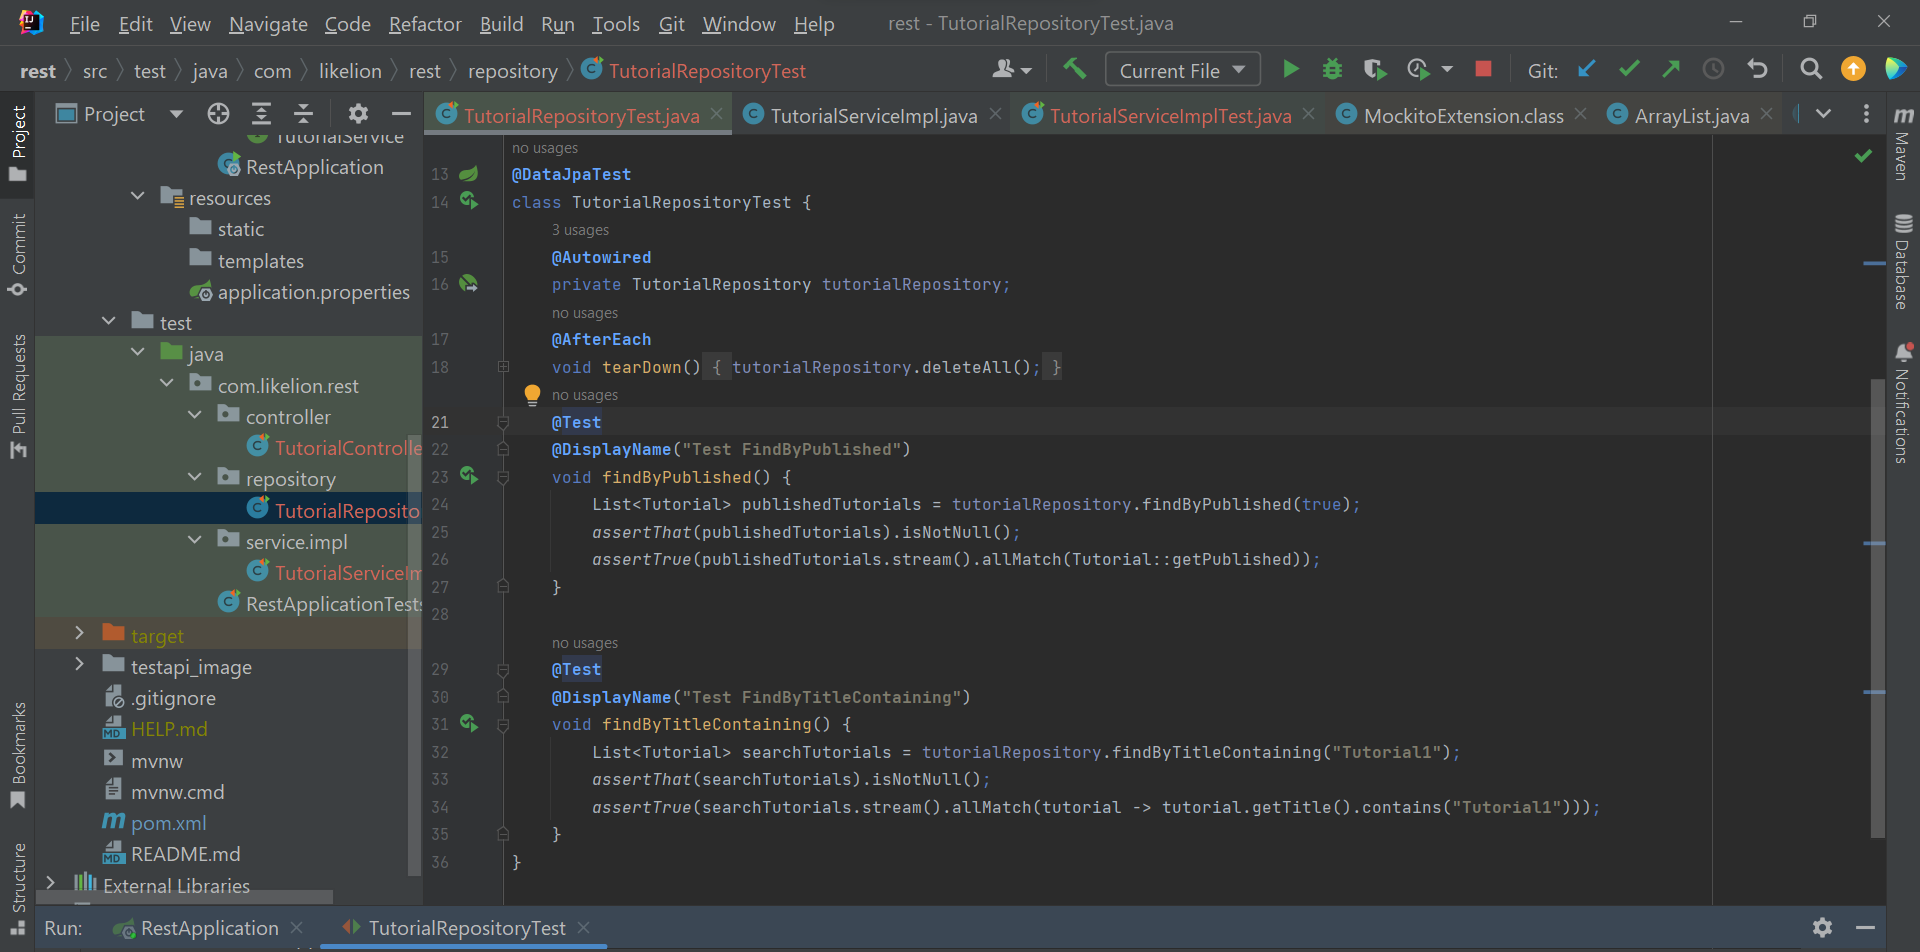 File Edit View Navigate Code Refactor Build Run Tools Git Window Help rest - TutorialRepositoryTest.java
rest src test java com likelion rest repository TutorialRepositoryTest Current File Git:
Project
TutorialRepositoryTest.java TutorialServiceImpl.java TutorialServiceImplTest.java MockitoExtension.class ArrayList.java
Project
Commit
Pull Requests
Bookmarks
Structure
TutorialService
RestApplication
resources
static
templates
application.properties
test
java
com.likelion.rest
controller
TutorialControlle
repository
TutorialReposito
service.impl
TutorialServiceIm
RestApplicationTests
target
testapi_image
.gitignore
HELP.md
mvnw
mvnw.cmd
pom.xml
README.md
External Libraries
no usages
13 @DataJpaTest
14 class TutorialRepositoryTest {
3 usages
15 @Autowired
16 private TutorialRepository tutorialRepository;
no usages
17 @AfterEach
18 void tearDown() { tutorialRepository.deleteAll(); }
no usages
21 @Test
22 @DisplayName("Test FindByPublished")
23 void findByPublished() {
24 List<Tutorial> publishedTutorials = tutorialRepository.findByPublished(true);
25 assertThat(publishedTutorials).isNotNull();
26 assertTrue(publishedTutorials.stream().allMatch(Tutorial::getPublished));
27 }
28
no usages
29 @Test
30 @DisplayName("Test FindByTitleContaining")
31 void findByTitleContaining() {
32 List<Tutorial> searchTutorials = tutorialRepository.findByTitleContaining("Tutorial1");
33 assertThat(searchTutorials).isNotNull();
34 assertTrue(searchTutorials.stream().allMatch(tutorial -> tutorial.getTitle().contains("Tutorial1")));
35 }
36 }
Maven
Database
Notifications
Run: RestApplication TutorialRepositoryTest